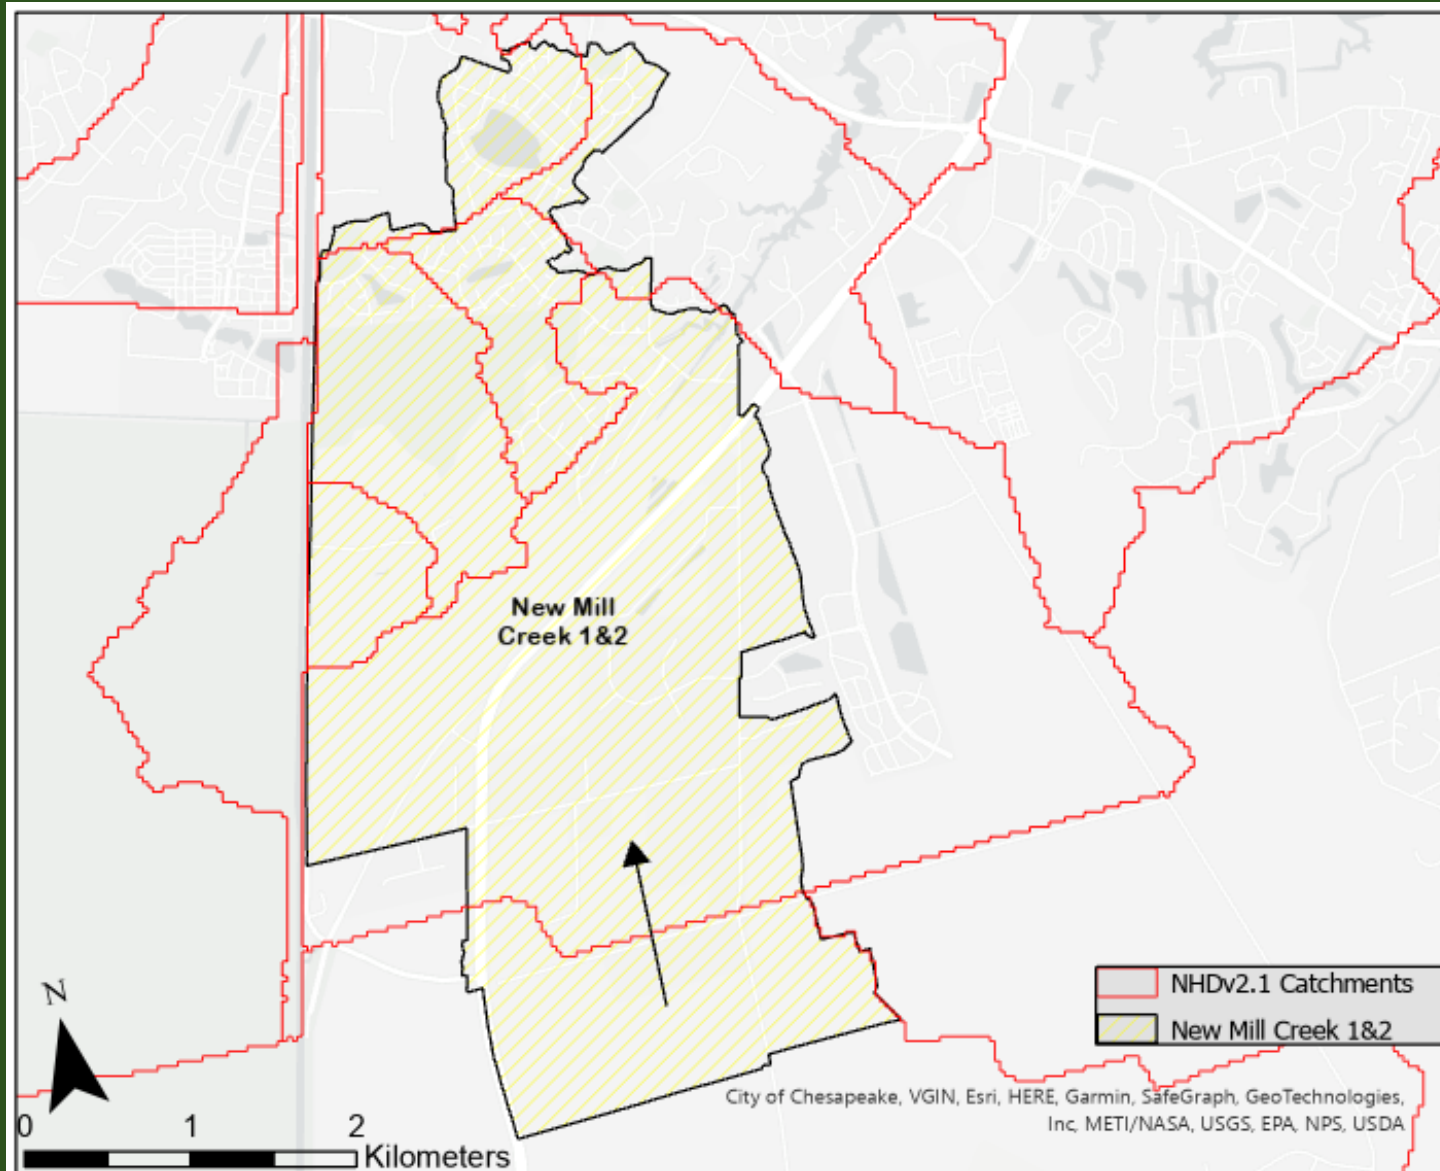 New Mill
Creek 1&2
NHDv2.1 Catchments
New Mill Creek 1&2
N
City of Chesapeake, VGIN, Esri, HERE, Garmin, SafeGraph, GeoTechnologies,
Inc, METI/NASA, USGS, EPA, NPS, USDA
0 1 2
Kilometers